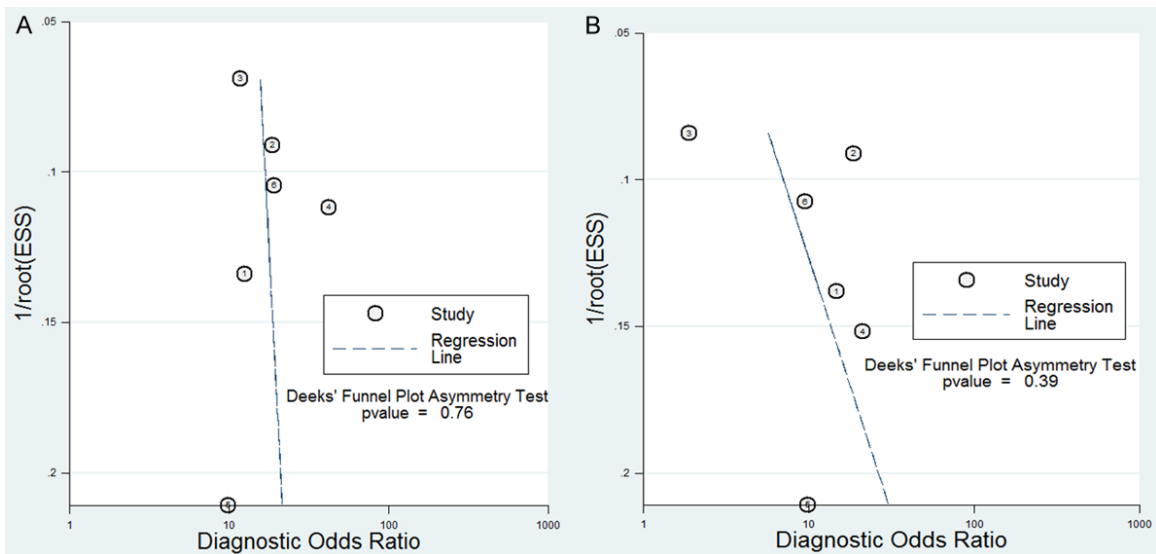 A
.05
.1
.15
.2
1/root(ESS)
3
2
6
4
1
5
Study
Regression
Line
Deeks' Funnel Plot Asymmetry Test
pvalue = 0.76
1
10
100
1000
Diagnostic Odds Ratio
B
.05
.1
.15
.2
1/root(ESS)
3
2
6
1
4
5
Study
Regression
Line
Deeks' Funnel Plot Asymmetry Test
pvalue = 0.39
1
10
100
1000
Diagnostic Odds Ratio